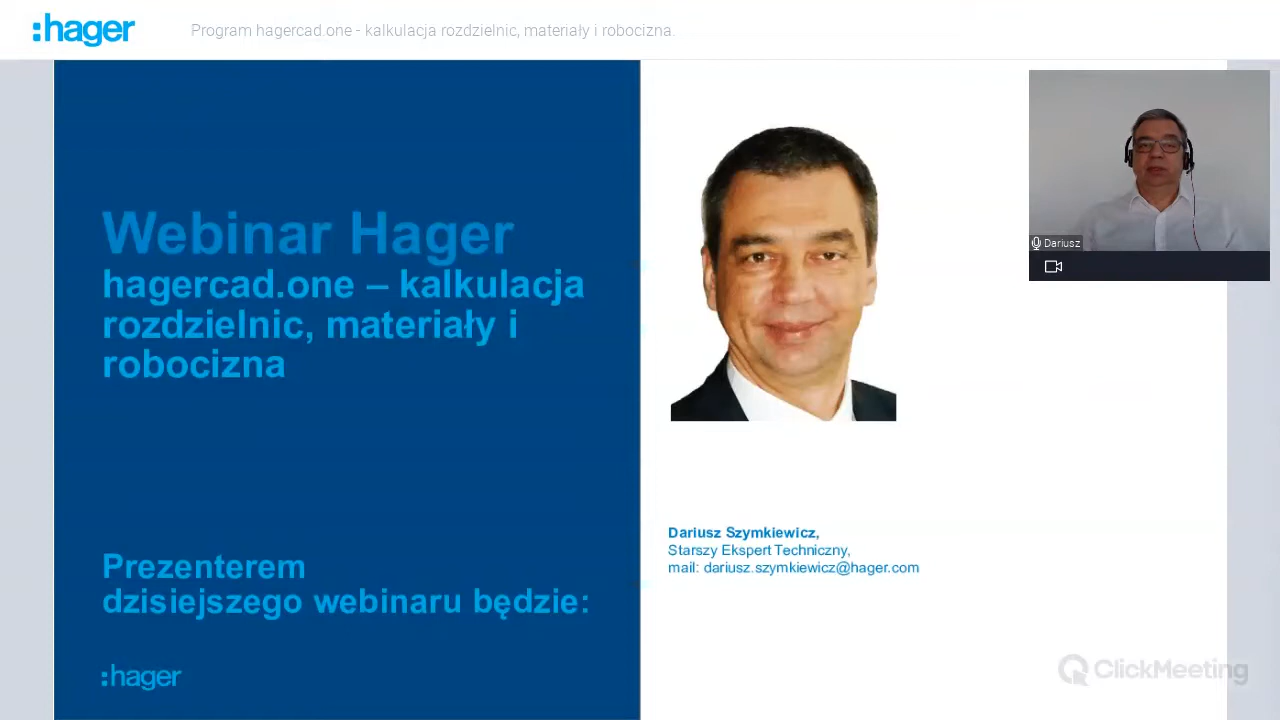 :hager
Program hagercad.one - kalkulacja rozdzielnic, materiały i robocizna.
Webinar Hager
hagercad.one – kalkulacja
rozdzielnic, materiały i
robocizna
Prezenterem
dzisiejszego webinaru będzie:
:hager
Dariusz
Dariusz Szymkiewicz,
Starszy Ekspert Techniczny,
mail: dariusz.szymkiewicz@hager.com
ClickMeeting